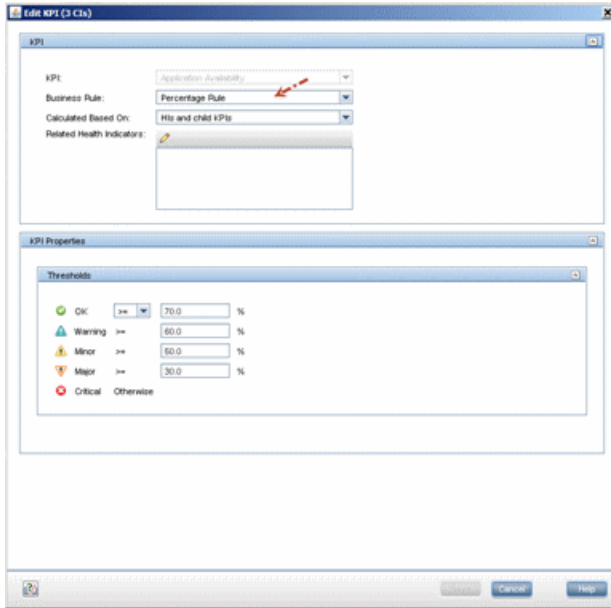 Edit KPI (3 CIs)
KPI
KPI: Application Availability
Business Rule: Percentage Rule
Calculated Based On: HIs and child KPIs
Related Health Indicators:
KPI Properties
Thresholds
OK >= 70.0 %
Warning >= 60.0 %
Minor >= 50.0 %
Major >= 30.0 %
Critical Otherwise
Cancel Help